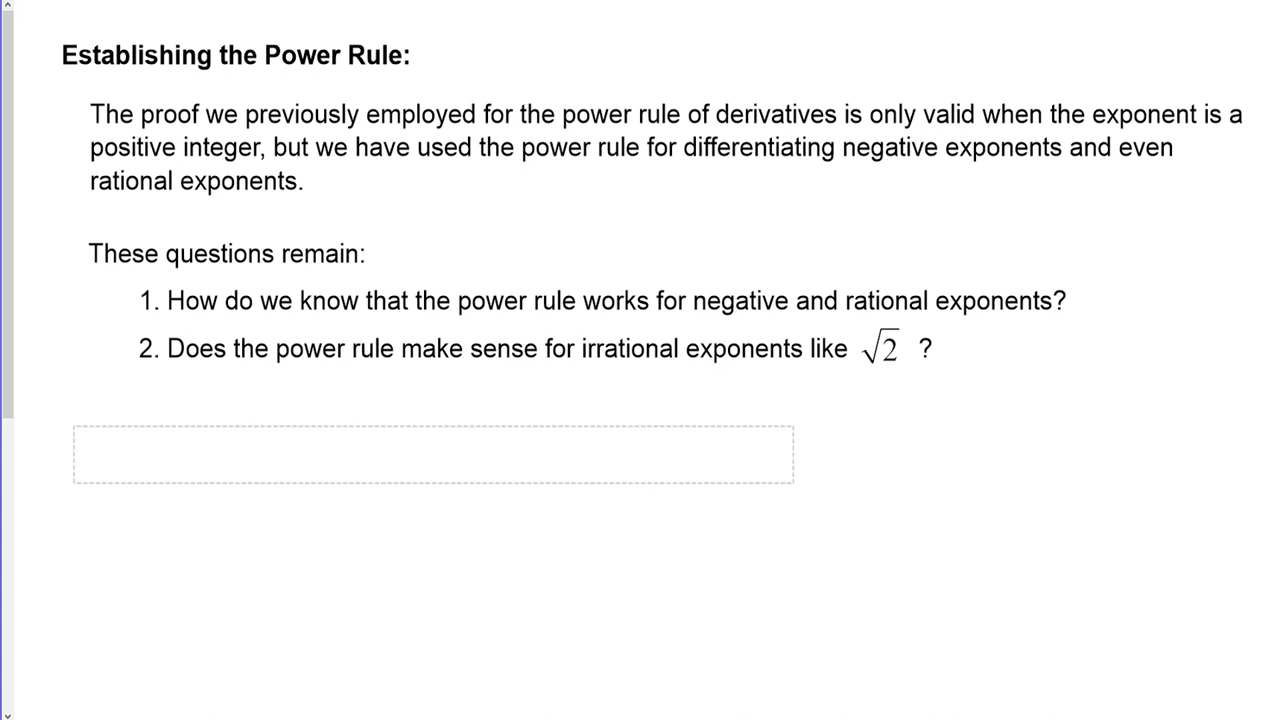 Establishing the Power Rule:
The proof we previously employed for the power rule of derivatives is only valid when the exponent is a
positive integer, but we have used the power rule for differentiating negative exponents and even
rational exponents.
These questions remain:
1. How do we know that the power rule works for negative and rational exponents?
2. Does the power rule make sense for irrational exponents like √2 ?